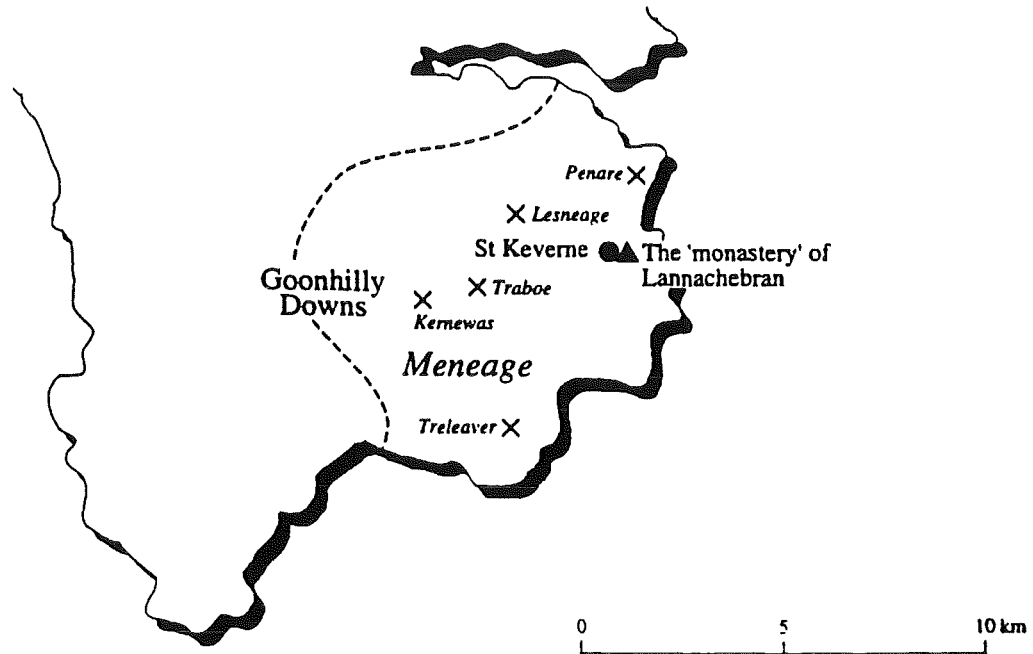 Penare
Lesneage
St Keverne
The 'monastery' of
Lannachebran
Goonhilly
Downs
Traboe
Kernewas
Meneage
Treleaver
0 5 10 km